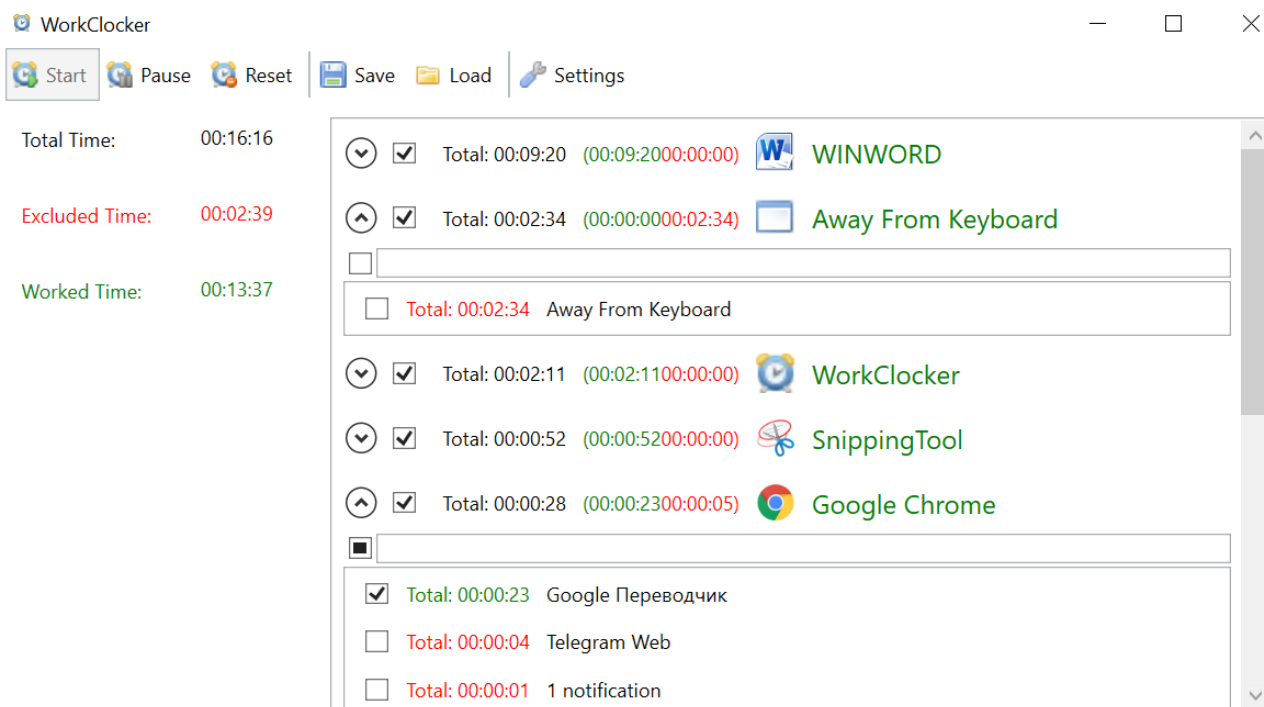 WorkClocker
Start Pause Reset Save Load Settings
Total Time: 00:16:16
Excluded Time: 00:02:39
Worked Time: 00:13:37
Total: 00:09:20 (00:09:2000:00:00) WINWORD
Total: 00:02:34 (00:00:0000:02:34) Away From Keyboard
Total: 00:02:34 Away From Keyboard
Total: 00:02:11 (00:02:1100:00:00) WorkClocker
Total: 00:00:52 (00:00:5200:00:00) SnippingTool
Total: 00:00:28 (00:00:2300:00:05) Google Chrome
Total: 00:00:23 Google Переводчик
Total: 00:00:04 Telegram Web
Total: 00:00:01 1 notification